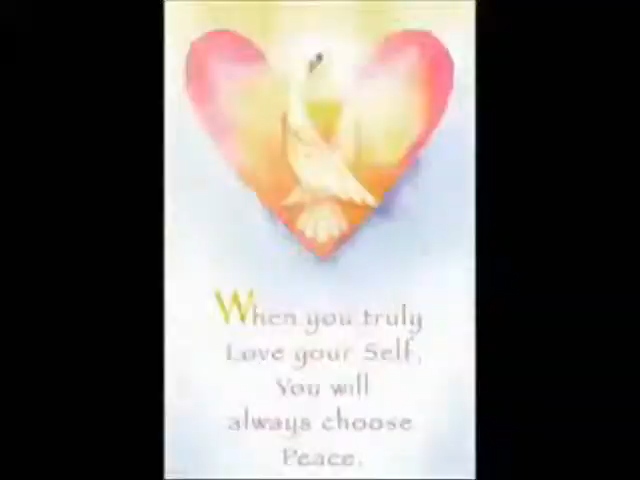 When you truly
Love your Self,
You will
always choose
Peace.